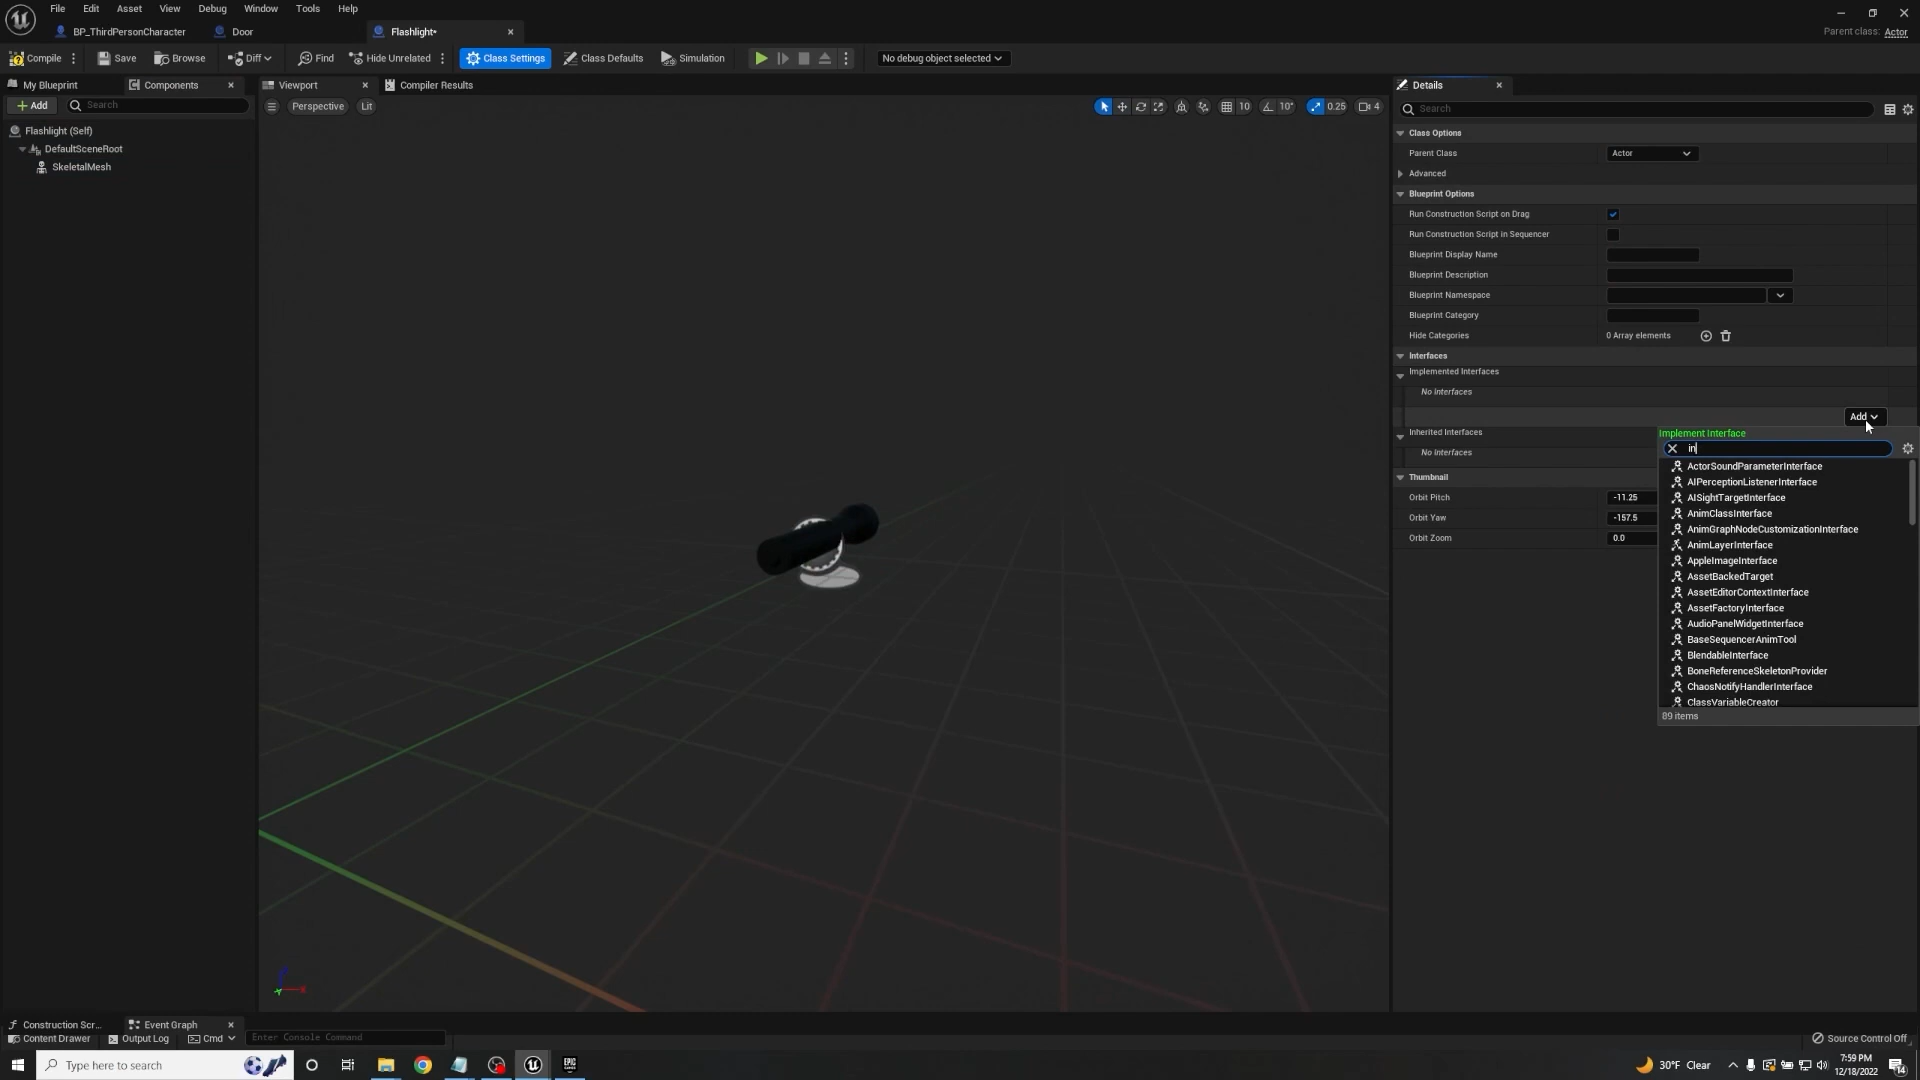 File Edit Asset View Debug Window Tools Help
BP_ThirdPersonCharacter Door Flashlight*
Parent class: Actor
Compile Save Browse Diff Find Hide Unrelated Class Settings Class Defaults Simulation No debug object selected
My Blueprint Components Viewport Compiler Results Details
Add Search Perspective Lit 10 10° 0.25 4 Search
Flashlight (Self)
DefaultSceneRoot
SkeletalMesh
Class Options
Parent Class Actor
Advanced
Blueprint Options
Run Construction Script on Drag
Run Construction Script in Sequencer
Blueprint Display Name
Blueprint Description
Blueprint Namespace
Blueprint Category
Hide Categories 0 Array elements
Interfaces
Implemented Interfaces
No Interfaces
Add
Inherited Interfaces
No Interfaces
Thumbnail
Orbit Pitch -11.25
Orbit Yaw -157.5
Orbit Zoom 0.0
Implement Interface
in
ActorSoundParameterInterface
AIPerceptionListenerInterface
AISightTargetInterface
AnimClassInterface
AnimGraphNodeCustomizationInterface
AnimLayerInterface
AppleImageInterface
AssetBackedTarget
AssetEditorContextInterface
AssetFactoryInterface
AudioPanelWidgetInterface
BaseSequencerAnimTool
BlendableInterface
BoneReferenceSkeletonProvider
ChaosNotifyHandlerInterface
ClassVariableCreator
89 items
Construction Scr... Event Graph
Content Drawer Output Log Cmd Enter Console Command Source Control Off
Type here to search 30°F Clear 7:59 PM
12/18/2022
14